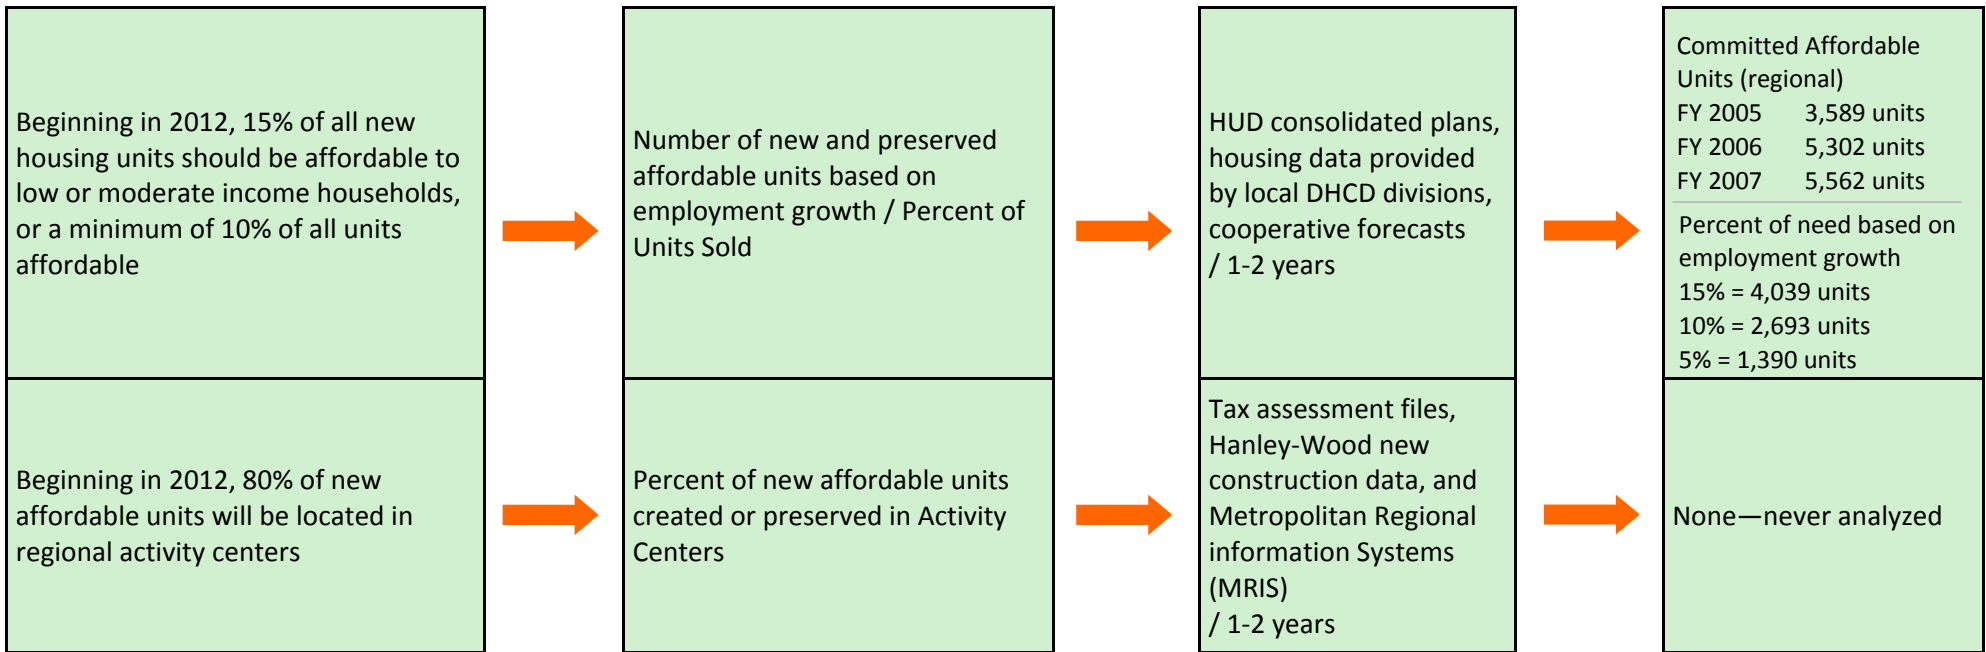 Beginning in 2012, 15% of all new
housing units should be affordable to
low or moderate income households,
or a minimum of 10% of all units
affordable
Number of new and preserved
affordable units based on
employment growth / Percent of
Units Sold
HUD consolidated plans,
housing data provided
by local DHCD divisions,
cooperative forecasts
/ 1-2 years
Committed Affordable
Units (regional)
FY 2005 3,589 units
FY 2006 5,302 units
FY 2007 5,562 units
Percent of need based on
employment growth
15% = 4,039 units
10% = 2,693 units
5% = 1,390 units
Beginning in 2012, 80% of new
affordable units will be located in
regional activity centers
Percent of new affordable units
created or preserved in Activity
Centers
Tax assessment files,
Hanley-Wood new
construction data, and
Metropolitan Regional
information Systems
(MRIS)
/ 1-2 years
None—never analyzed